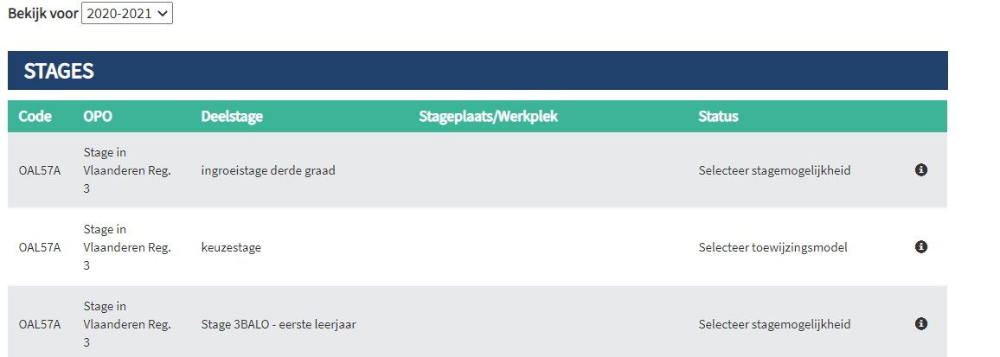 Bekijk voor 2020-2021
STAGES
Code OPO Deelstage Stageplaats/Werkplek Status
Stage in
OAL57A Vlaanderen Reg. ingroeistage derde graad Selecteer stagemogelijkheid
3
Stage in
OAL57A Vlaanderen Reg. keuzestage Selecteer toewijzingsmodel
3
Stage in
OAL57A Vlaanderen Reg. Stage 3BALO - eerste leerjaar Selecteer stagemogelijkheid
3